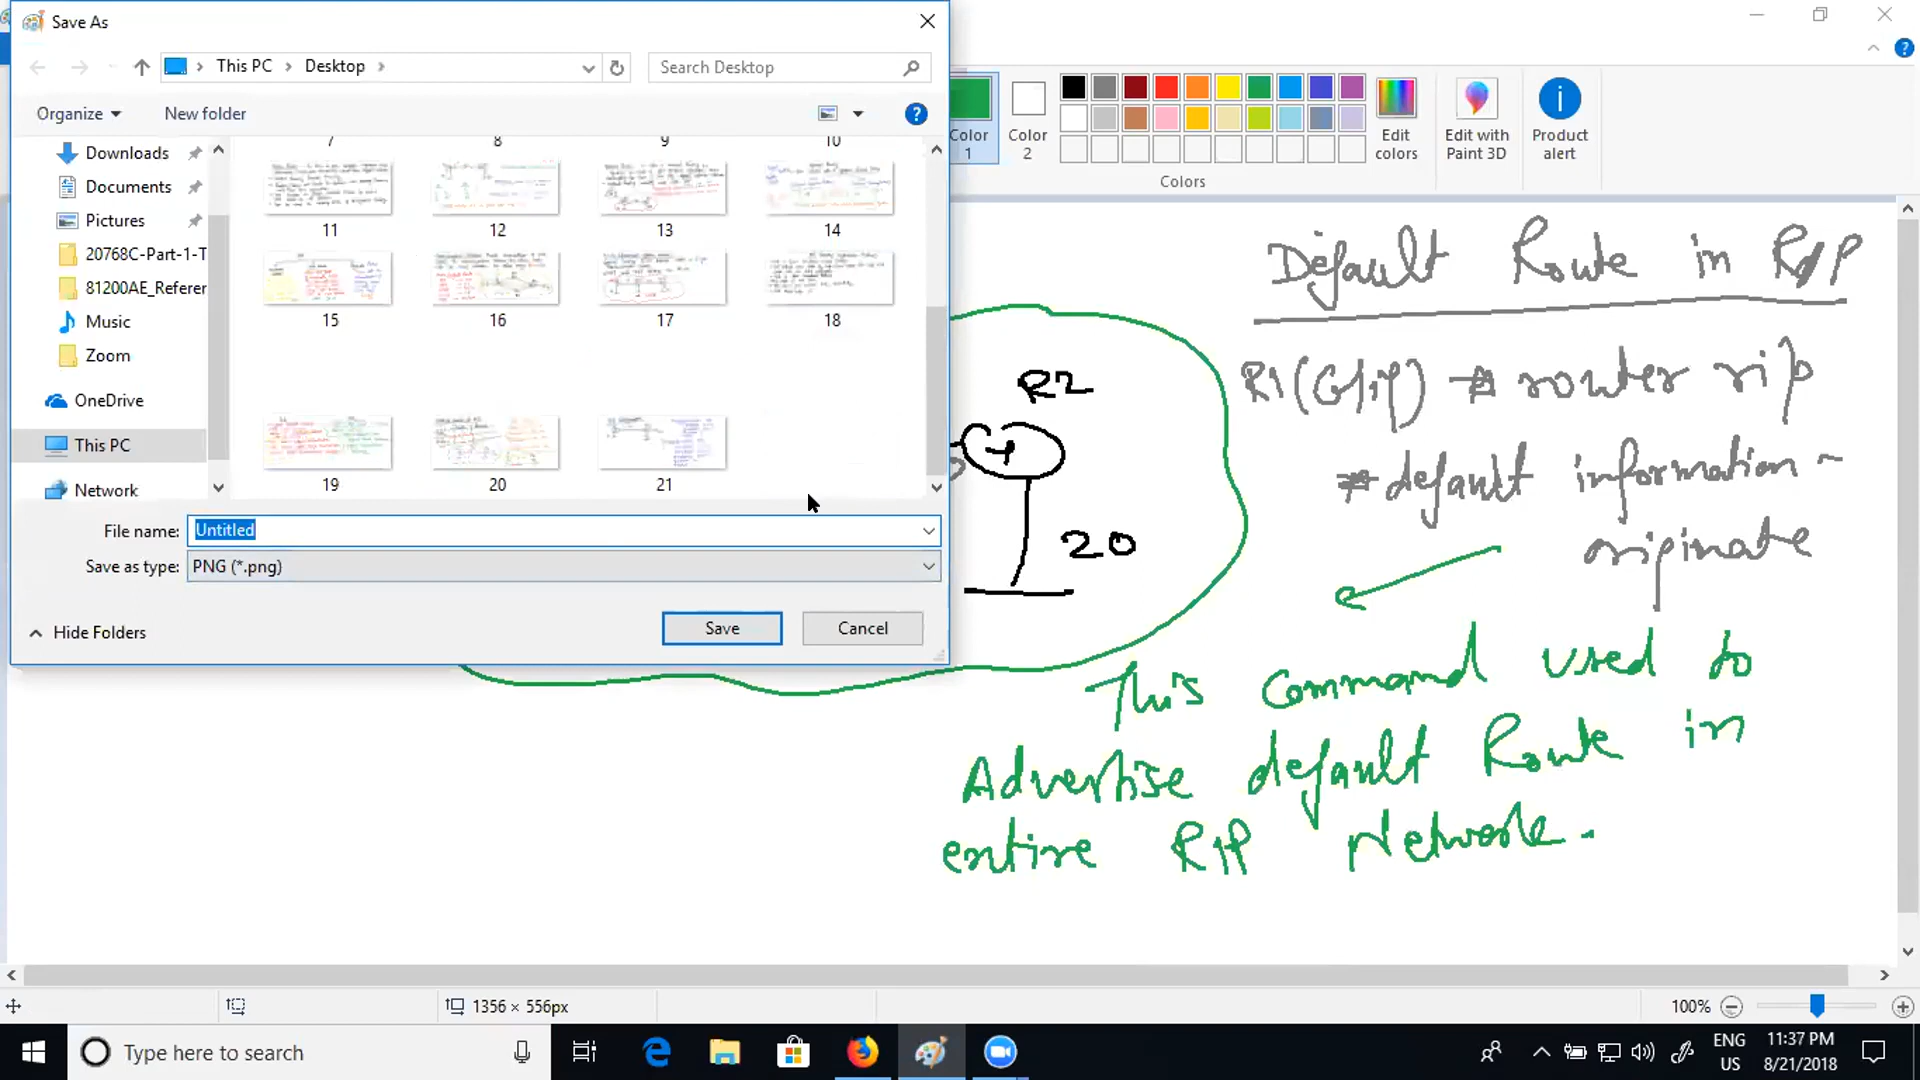 Save As
This PC
Desktop
Search Desktop
Organize
New folder
Downloads
Documents
Pictures
20768C-Part-1-T
81200AE_Referer
Music
Zoom
OneDrive
This PC
Network
7 8 9 10
11 12 13 14
15 16 17 18
19 20 21
File name: Untitled
Save as type: PNG (*.png)
Hide Folders
Save
Cancel
Color 1
Color 2
Edit colors
Edit with Paint 3D
Product alert
Colors
Default Route in RIP
R1(config) # router rip
# default information -
originate
R2
20
This command used to
Advertise default Route in
entire RIP Network.
1356 × 556px
100%
Type here to search
ENG
US
11:37 PM
8/21/2018